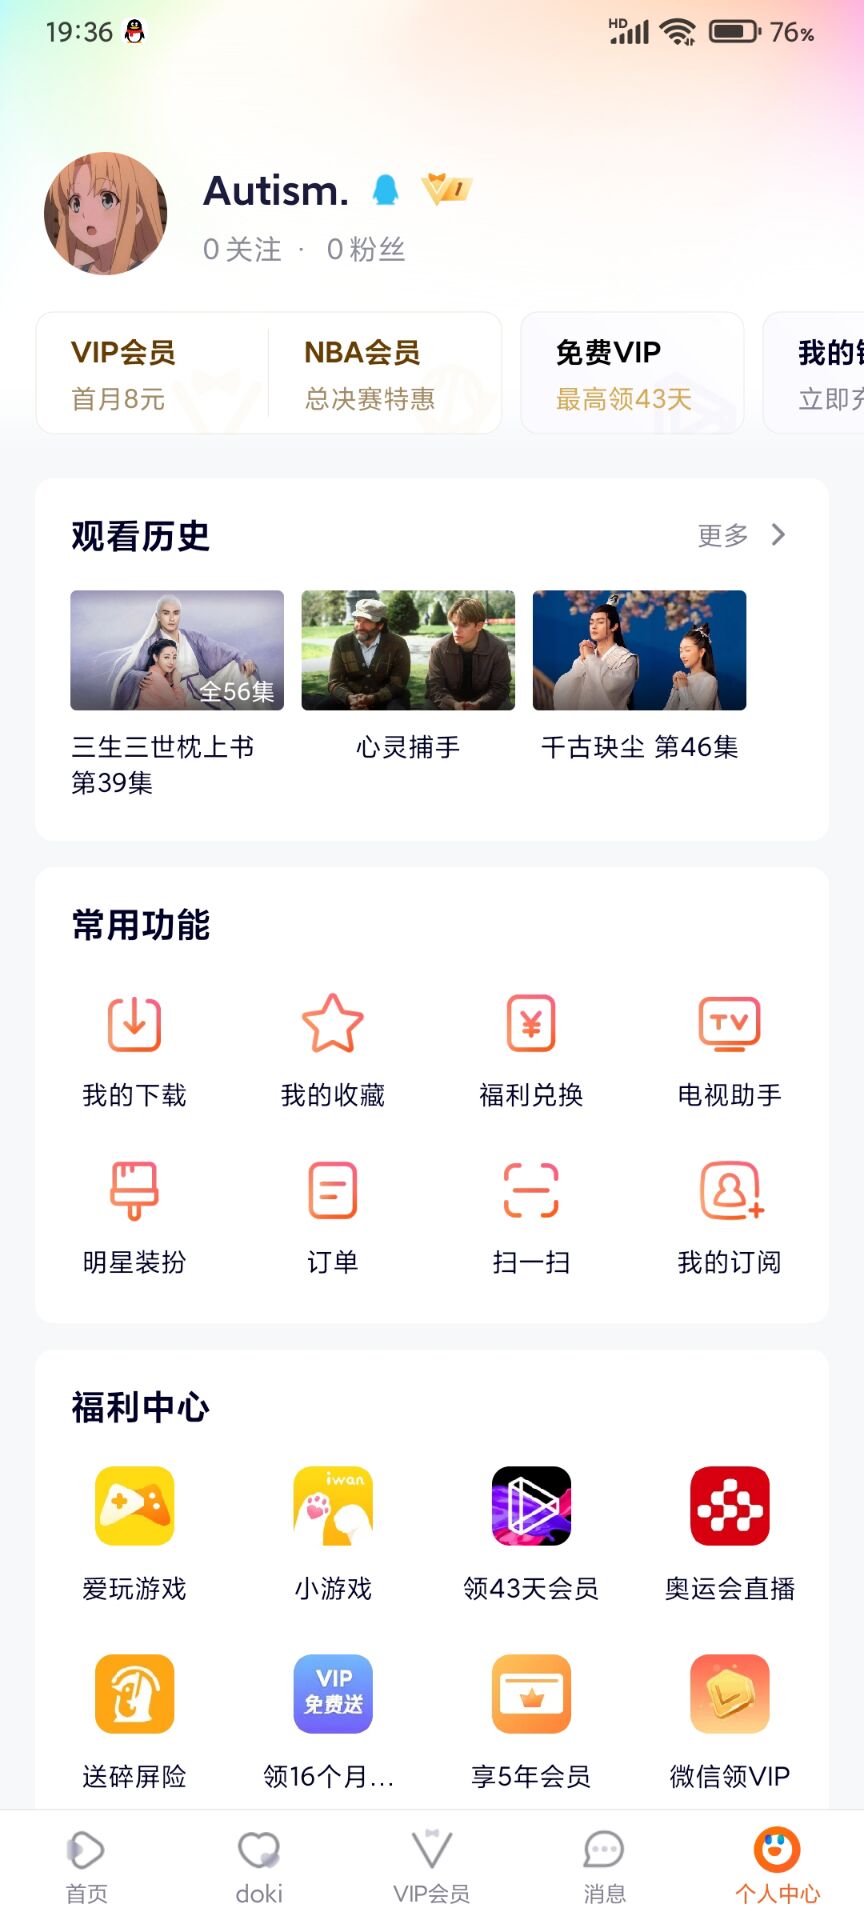 19:36
HD
76%
Autism.
1
0关注 · 0粉丝
VIP会员
首月8元
NBA会员
总决赛特惠
免费VIP
最高领43天
我的
立即
观看历史
更多
全56集
三生三世枕上书
第39集
心灵捕手
千古玦尘 第46集
常用功能
我的下载
我的收藏
¥
福利兑换
TV
电视助手
明星装扮
订单
扫一扫
我的订阅
福利中心
爱玩游戏
iwan
小游戏
领43天会员
奥运会直播
送碎屏险
VIP
免费送
领16个月...
享5年会员
微信领VIP
首页
doki
VIP会员
消息
个人中心